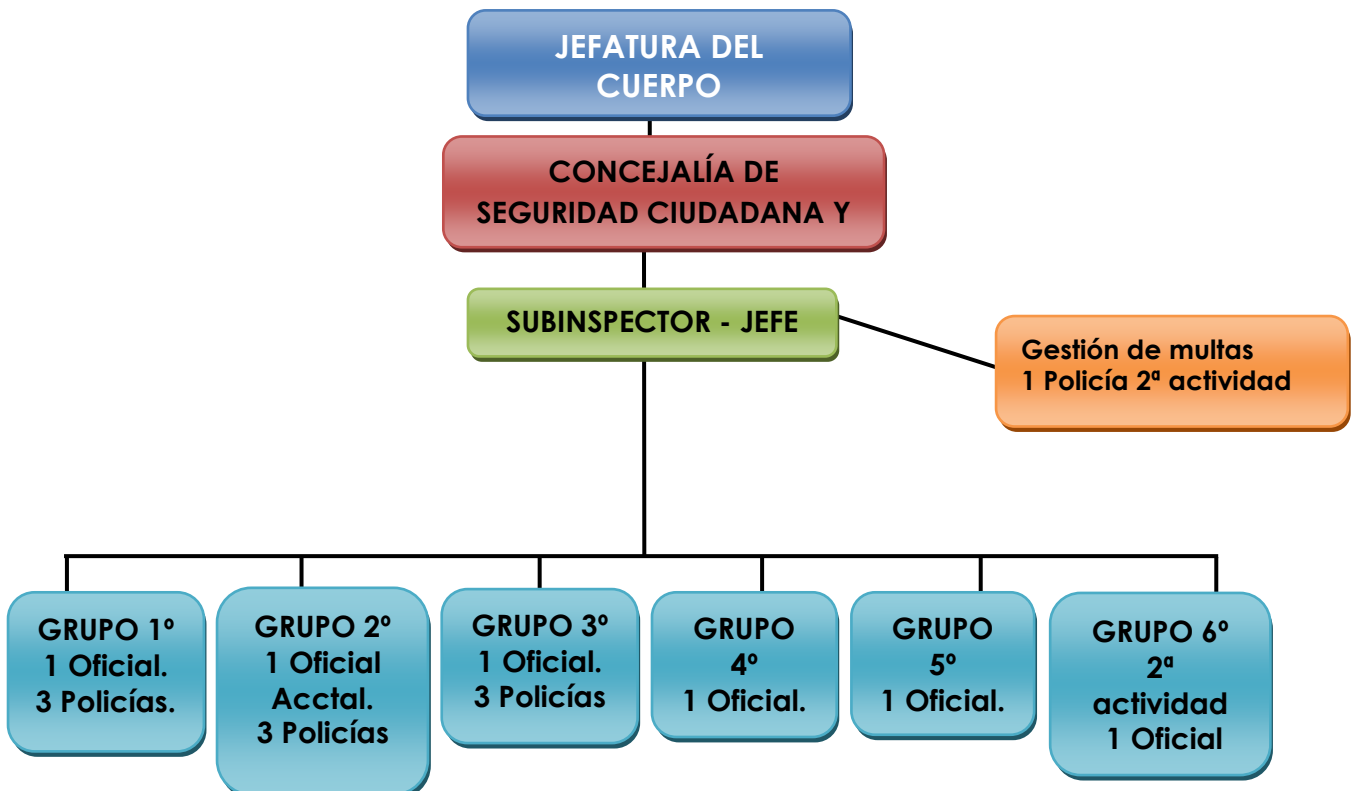 JEFATURA DEL
CUERPO
CONCEJALÍA DE
SEGURIDAD CIUDADANA Y
SUBINSPECTOR - JEFE
Gestión de multas
1 Policía 2ª actividad
GRUPO 1º
1 Oficial.
3 Policías.
GRUPO 2º
1 Oficial
Acctal.
3 Policías
GRUPO 3º
1 Oficial.
3 Policías
GRUPO
4º
1 Oficial.
GRUPO
5º
1 Oficial.
GRUPO 6º
2ª
actividad
1 Oficial